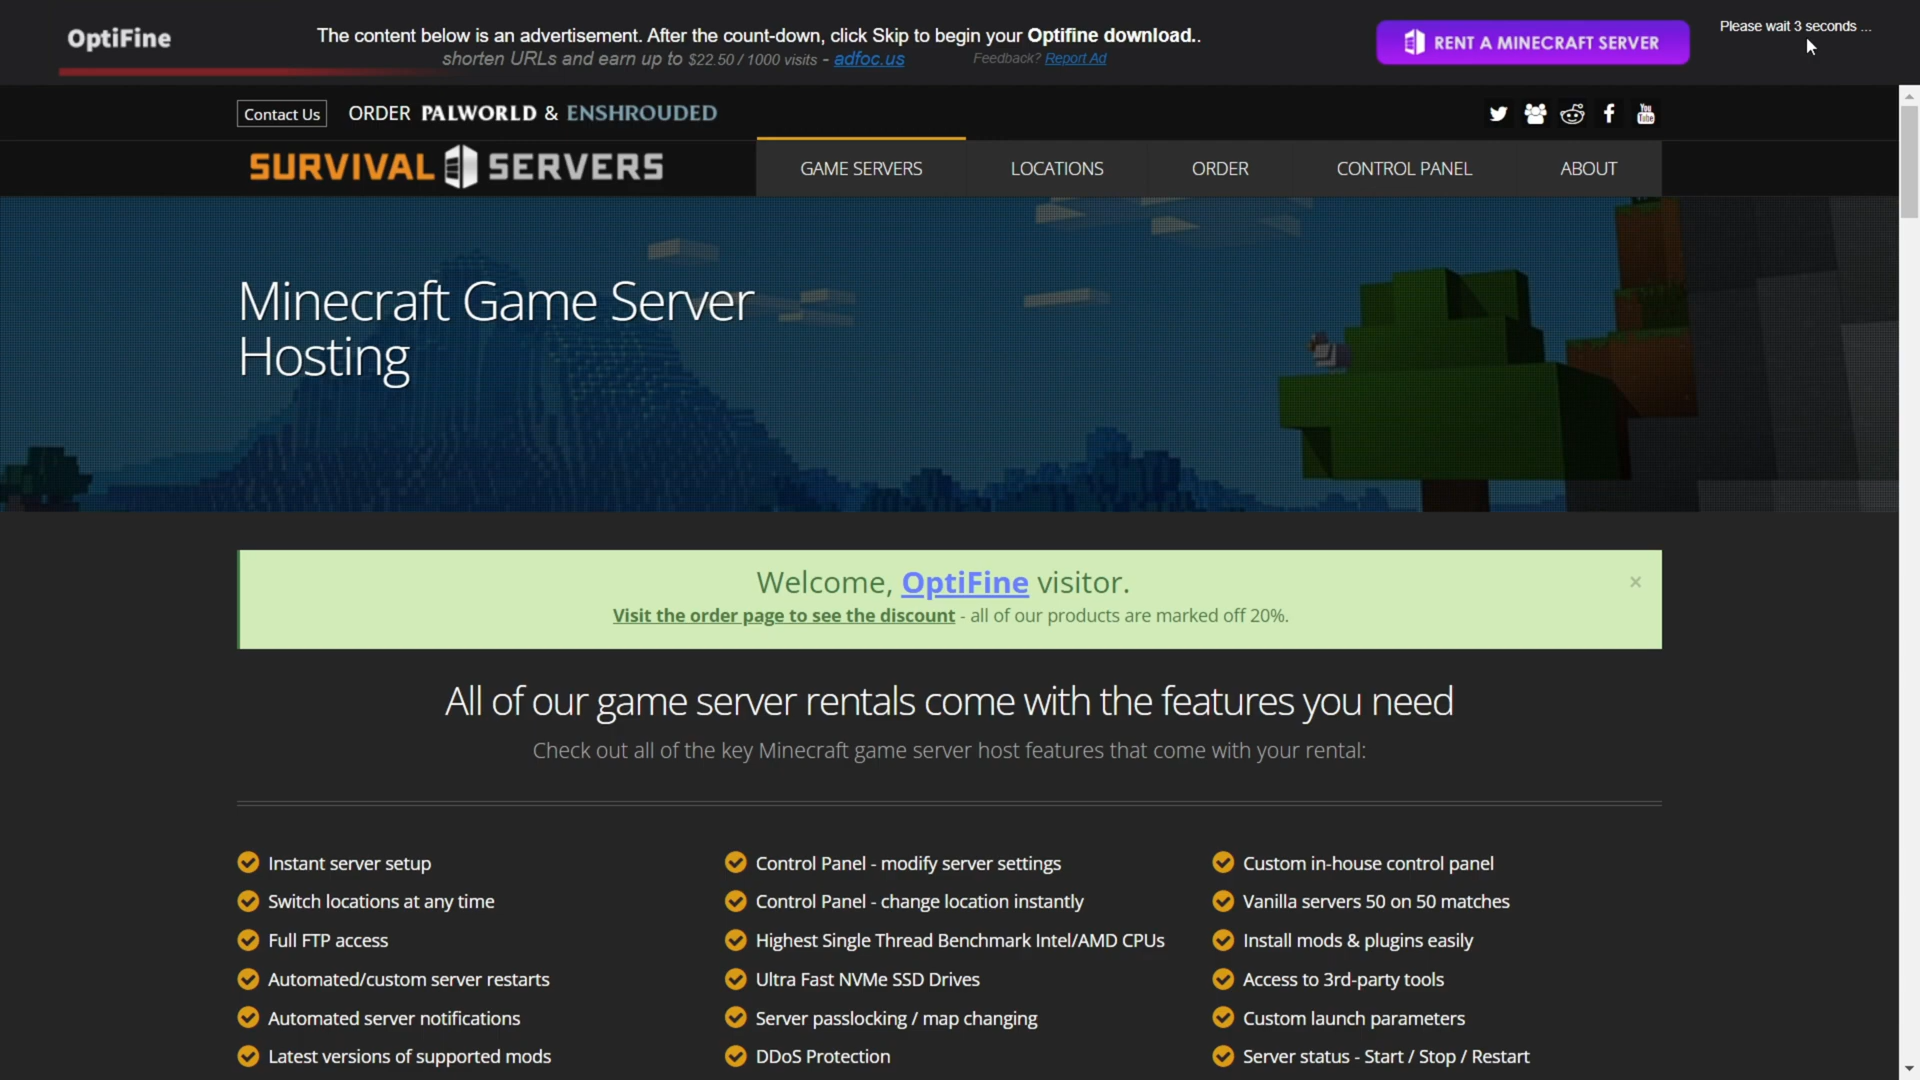 OptiFine
The content below is an advertisement. After the count-down, click Skip to begin your Optifine download..
shorten URLs and earn up to $22.50 / 1000 visits - adfoc.us
Feedback? Report Ad
RENT A MINECRAFT SERVER
Please wait 3 seconds ...
Contact Us
ORDER PALWORLD & ENSHROUDED
You Tube
SURVIVAL SERVERS
GAME SERVERS
LOCATIONS
ORDER
CONTROL PANEL
ABOUT
Minecraft Game Server
Hosting
Welcome, OptiFine visitor.
×
Visit the order page to see the discount - all of our products are marked off 20%.
All of our game server rentals come with the features you need
Check out all of the key Minecraft game server host features that come with your rental:
Instant server setup
Switch locations at any time
Full FTP access
Automated/custom server restarts
Automated server notifications
Latest versions of supported mods
Control Panel - modify server settings
Control Panel - change location instantly
Highest Single Thread Benchmark Intel/AMD CPUs
Ultra Fast NVMe SSD Drives
Server passlocking / map changing
DDoS Protection
Custom in-house control panel
Vanilla servers 50 on 50 matches
Install mods & plugins easily
Access to 3rd-party tools
Custom launch parameters
Server status - Start / Stop / Restart